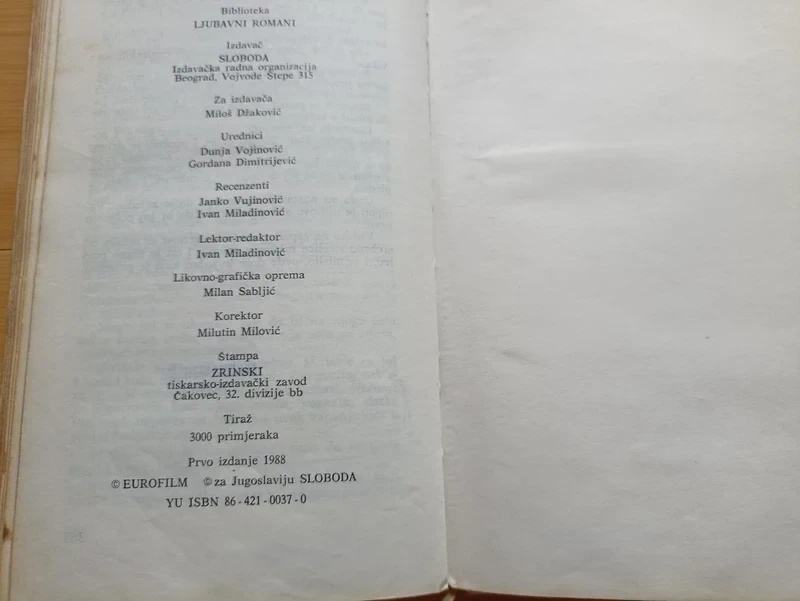 Biblioteka
LJUBAVNI ROMANI
Izdavač
SLOBODA
Izdavačka radna organizacija
Beograd, Vojvode Stepe 315
Za izdavača
Miloš Džaković
Urednici
Dunja Vojinović
Gordana Dimitrijević
Recenzenti
Janko Vujinović
Ivan Miladinović
Lektor-redaktor
Ivan Miladinović
Likovno-grafička oprema
Milan Sabljić
Korektor
Milutin Milović
Štampa
ZRINSKI
tiskarsko-izdavački zavod
Čakovec, 32. divizije bb
Tiraž
3000 primjeraka
Prvo izdanje 1988
© EUROFILM © za Jugoslaviju SLOBODA
YU ISBN 86-421-0037-0